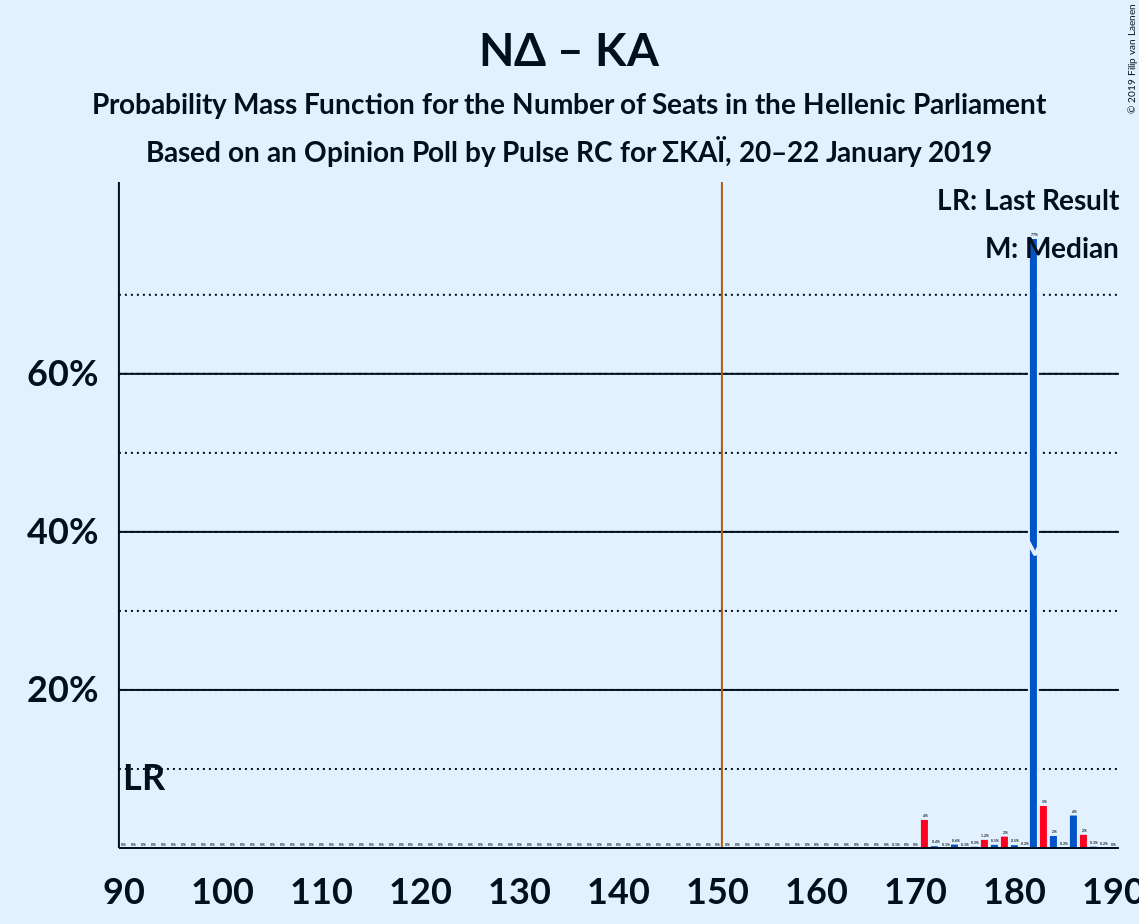 ΝΔ – ΚΑ
Probability Mass Function for the Number of Seats in the Hellenic Parliament
Based on an Opinion Poll by Pulse RC for ΣΚΑΪ, 20–22 January 2019
© 2019 Filip van Laenen
LR: Last Result
M: Median
60%
40%
20%
LR
90 100 110 120 130 140 150 160 170 180 190